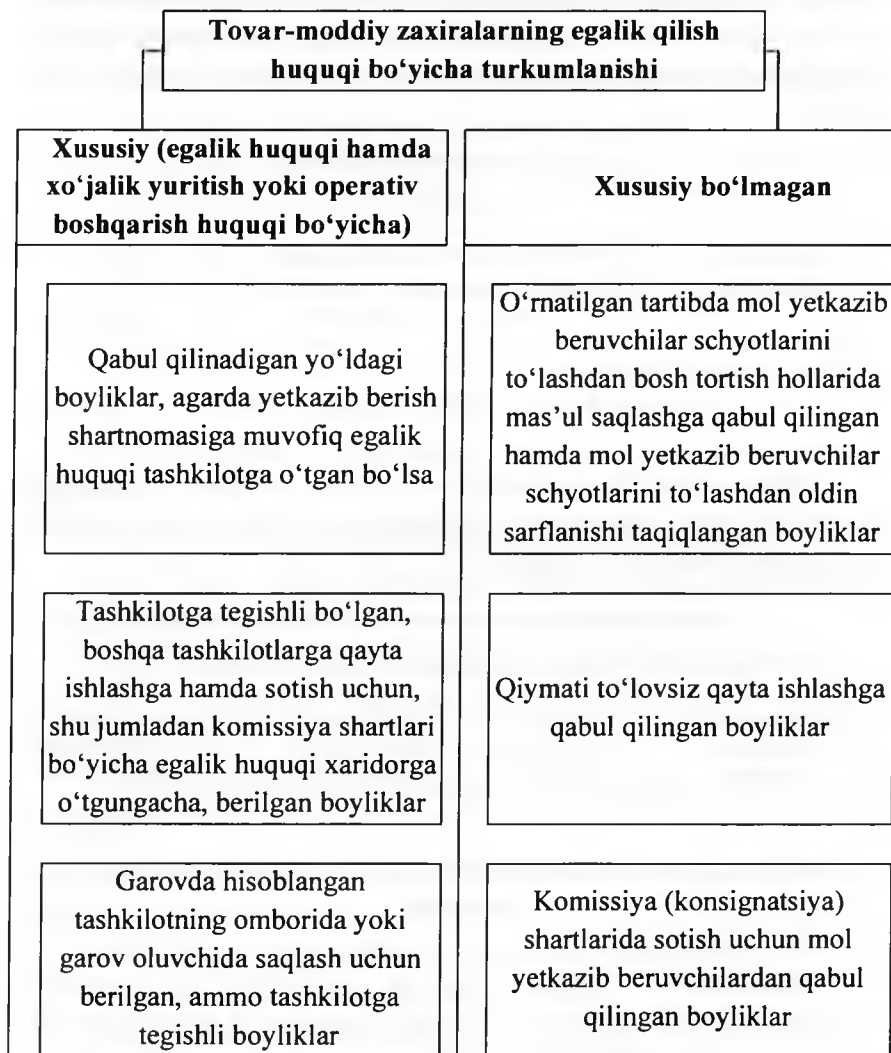 Tovar-moddiy zaxiralarning egalik qilish
huquqi bo‘yicha turkumlanishi
Xususiy (egalik huquqi hamda
xo‘jalik yuritish yoki operativ
boshqarish huquqi bo‘yicha)
Xususiy bo‘lmagan
Qabul qilinadigan yo‘ldagi
boyliklar, agarda yetkazib berish
shartnomasiga muvofiq egalik
huquqi tashkilotga o‘tgan bo‘lsa
O‘rnatilgan tartibda mol yetkazib
beruvchilar schyotlarini
to‘lashdan bosh tortish hollarida
mas’ul saqlashga qabul qilingan
hamda mol yetkazib beruvchilar
schyotlarini to‘lashdan oldin
sarflanishi taqiqlangan boyliklar
Tashkilotga tegishli bo‘lgan,
boshqa tashkilotlarga qayta
ishlashga hamda sotish uchun,
shu jumladan komissiya shartlari
bo‘yicha egalik huquqi xaridorga
o‘tgungacha, berilgan boyliklar
Qiymati to‘lovsiz qayta ishlashga
qabul qilingan boyliklar
Garovda hisoblangan
tashkilotning omborida yoki
garov oluvchida saqlash uchun
berilgan, ammo tashkilotga
tegishli boyliklar
Komissiya (konsignatsiya)
shartlarida sotish uchun mol
yetkazib beruvchilardan qabul
qilingan boyliklar